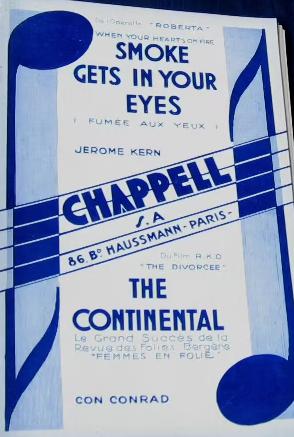 De l'Opérette "ROBERTA"
WHEN YOUR HEART'S ON FIRE
SMOKE
GETS IN YOUR
EYES
( FUMÉE AUX YEUX )
JEROME KERN
CHAPPELL
S.A
86. Bᴅ HAUSSMANN - PARIS -
Du Film R.K.O
"THE DIVORCEE"
THE
CONTINENTAL
Le Grand Succès de la
Revue des Folies Bergère
"FEMMES EN FOLIE"
CON CONRAD